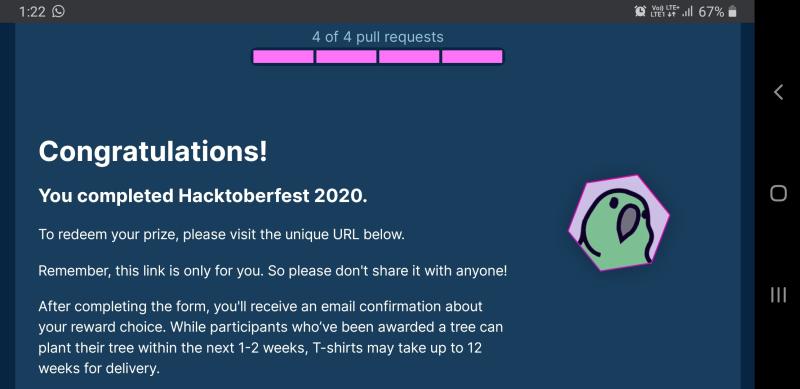 1:22
Vo)) LTE+
LTE1
67%
4 of 4 pull requests
Congratulations!
You completed Hacktoberfest 2020.
To redeem your prize, please visit the unique URL below.
Remember, this link is only for you. So please don't share it with anyone!
After completing the form, you'll receive an email confirmation about
your reward choice. While participants who've been awarded a tree can
plant their tree within the next 1-2 weeks, T-shirts may take up to 12
weeks for delivery.